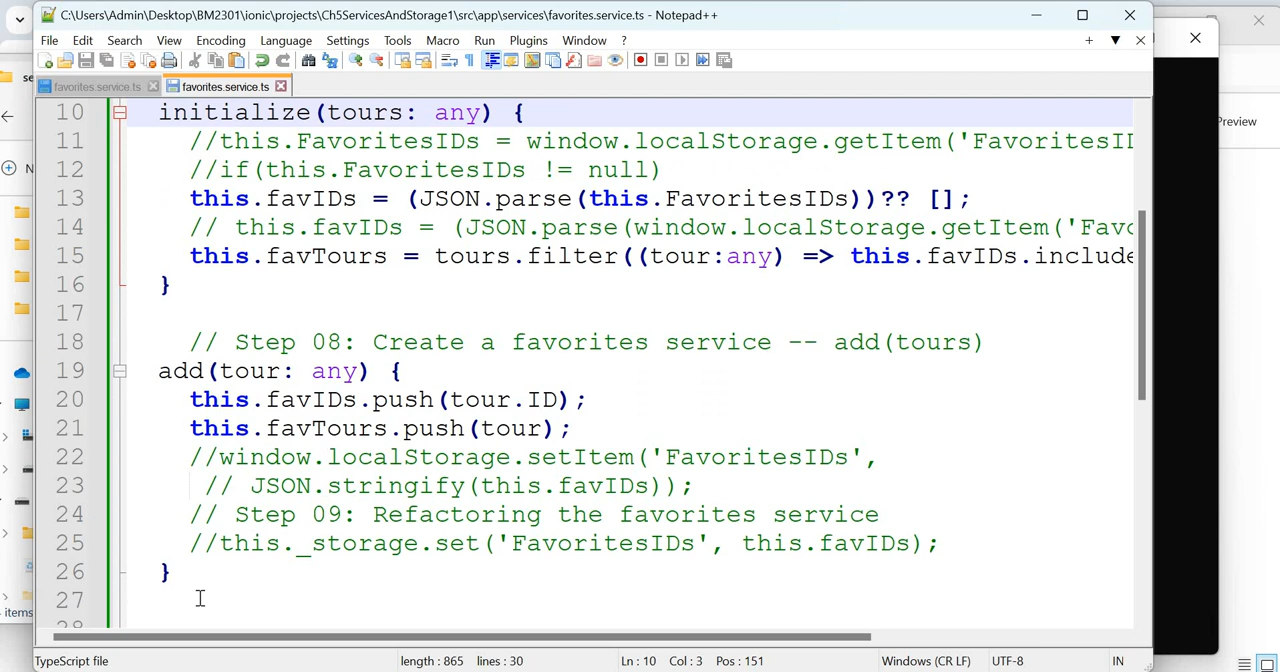 C:\Users\Admin\Desktop\BM2301\ionic\projects\Ch5ServicesAndStorage1\src\app\services\favorites.service.ts - Notepad++
File Edit Search View Encoding Language Settings Tools Macro Run Plugins Window ?
favorites.service.ts favorites.service.ts
10 initialize(tours: any) {
11 //this.FavoritesIDs = window.localStorage.getItem('FavoritesID
12 //if(this.FavoritesIDs != null)
13 this.favIDs = (JSON.parse(this.FavoritesIDs))?? [];
14 // this.favIDs = (JSON.parse(window.localStorage.getItem('Favo
15 this.favTours = tours.filter((tour:any) => this.favIDs.include
16 }
17
18 // Step 08: Create a favorites service -- add(tours)
19 add(tour: any) {
20 this.favIDs.push(tour.ID);
21 this.favTours.push(tour);
22 //window.localStorage.setItem('FavoritesIDs',
23 // JSON.stringify(this.favIDs));
24 // Step 09: Refactoring the favorites service
25 //this._storage.set('FavoritesIDs', this.favIDs);
26 }
27
28
TypeScript file length : 865 lines : 30 Ln : 10 Col : 3 Pos : 151 Windows (CR LF) UTF-8 IN
se
N
items
Preview